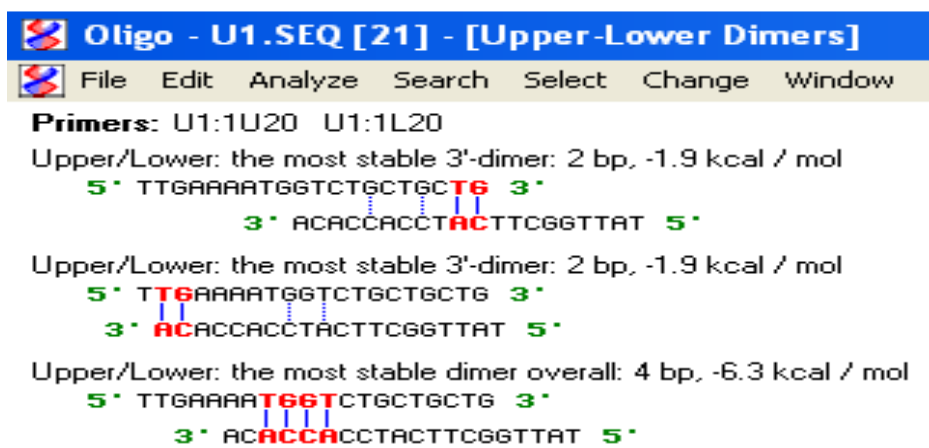 Oligo - U1.SEQ [21] - [Upper-Lower Dimers]
File Edit Analyze Search Select Change Window
Primers: U1:1U20 U1:1L20
Upper/Lower: the most stable 3'-dimer: 2 bp, -1.9 kcal / mol
5' TTGAAAATGGTCTGCTGCTG 3'
3' ACACCACCTACTTCGGTTAT 5'
Upper/Lower: the most stable 3'-dimer: 2 bp, -1.9 kcal / mol
5' TTGAAAATGGTCTGCTGCTG 3'
3' ACACCACCTACTTCGGTTAT 5'
Upper/Lower: the most stable dimer overall: 4 bp, -6.3 kcal / mol
5' TTGAAAATGGTCTGCTGCTG 3'
3' ACACCACCTACTTCGGTTAT 5'